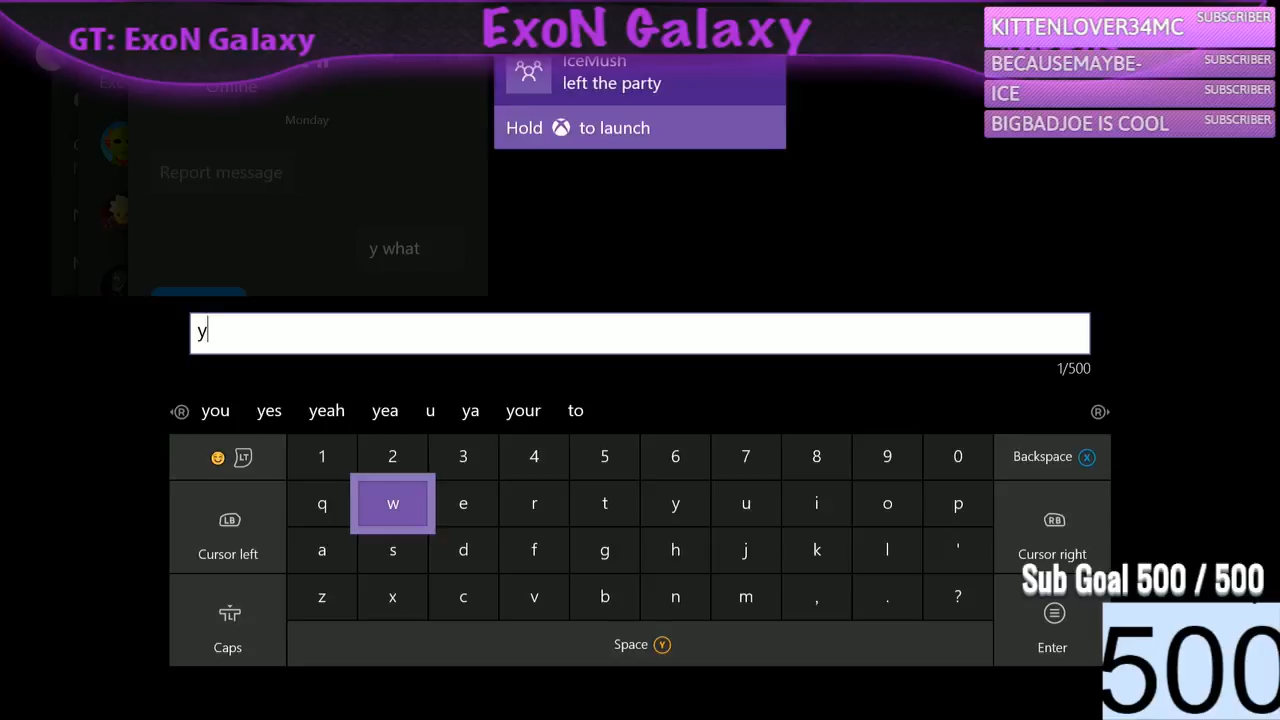 GT: ExoN Galaxy
ExoN Galaxy
KITTENLOVER34MC SUBSCRIBER
BECAUSEMAYBE- SUBSCRIBER
ICE SUBSCRIBER
BIGBADJOE IS COOL SUBSCRIBER
IceMush
left the party
Hold to launch
Offline
Monday
Report message
y what
y
1/500
R you yes yeah yea u ya your to R
LT 1 2 3 4 5 6 7 8 9 0 Backspace X
q w e r t y u i o p
LB Cursor left
a s d f g h j k l '
RB Cursor right
z x c v b n m , . ?
Caps
Space Y
Enter
Sub Goal 500 / 500
500